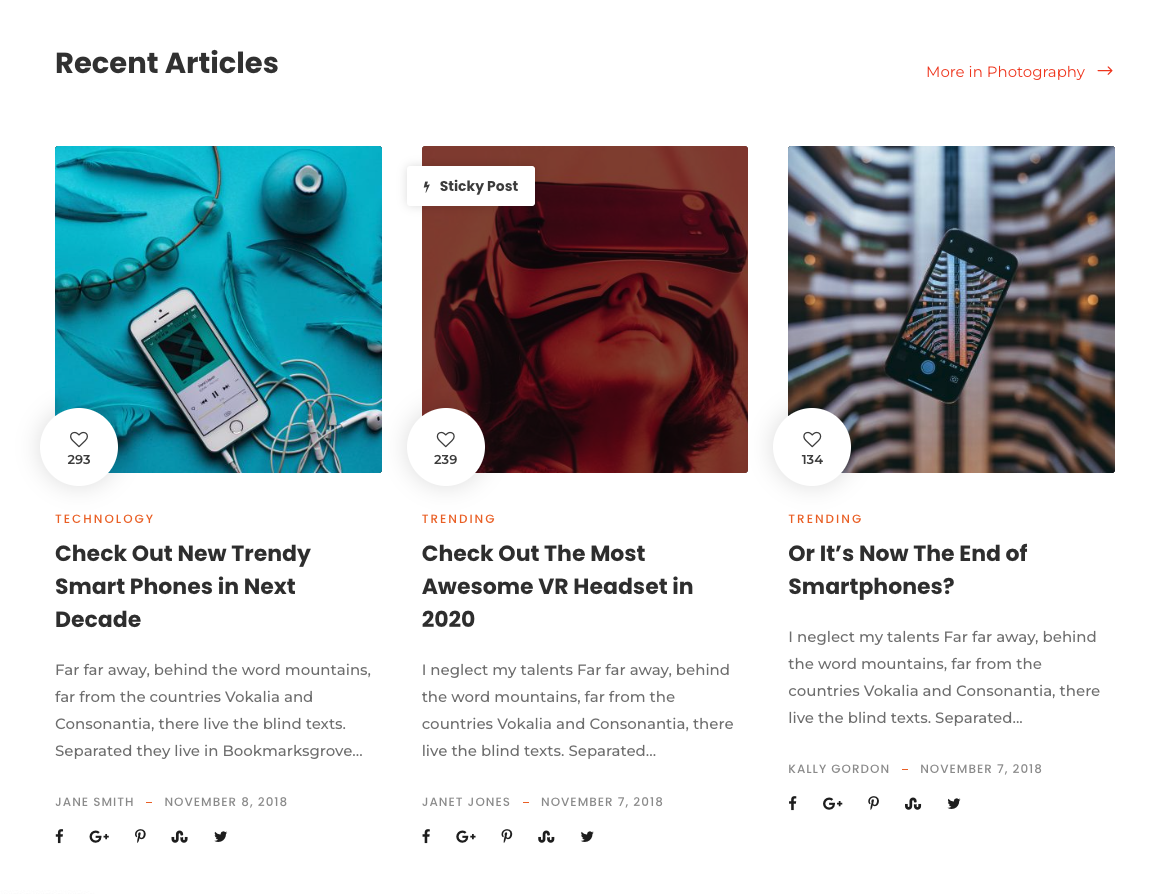 Recent Articles
More in Photography
Sticky Post
293
239
134
TECHNOLOGY
Check Out New Trendy
Smart Phones in Next
Decade
Far far away, behind the word mountains,
far from the countries Vokalia and
Consonantia, there live the blind texts.
Separated they live in Bookmarksgrove...
JANE SMITH – NOVEMBER 8, 2018
TRENDING
Check Out The Most
Awesome VR Headset in
2020
I neglect my talents Far far away, behind
the word mountains, far from the
countries Vokalia and Consonantia, there
live the blind texts. Separated...
JANET JONES – NOVEMBER 7, 2018
TRENDING
Or It’s Now The End of
Smartphones?
I neglect my talents Far far away, behind
the word mountains, far from the
countries Vokalia and Consonantia, there
live the blind texts. Separated...
KALLY GORDON – NOVEMBER 7, 2018